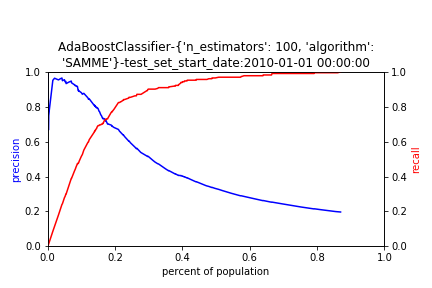 AdaBoostClassifier-{'n_estimators': 100, 'algorithm':
'SAMME'}-test_set_start_date:2010-01-01 00:00:00
1.0
0.8
0.6
0.4
0.2
0.0
precision
1.0
0.8
0.6
0.4
0.2
0.0
recall
0.0 0.2 0.4 0.6 0.8 1.0
percent of population